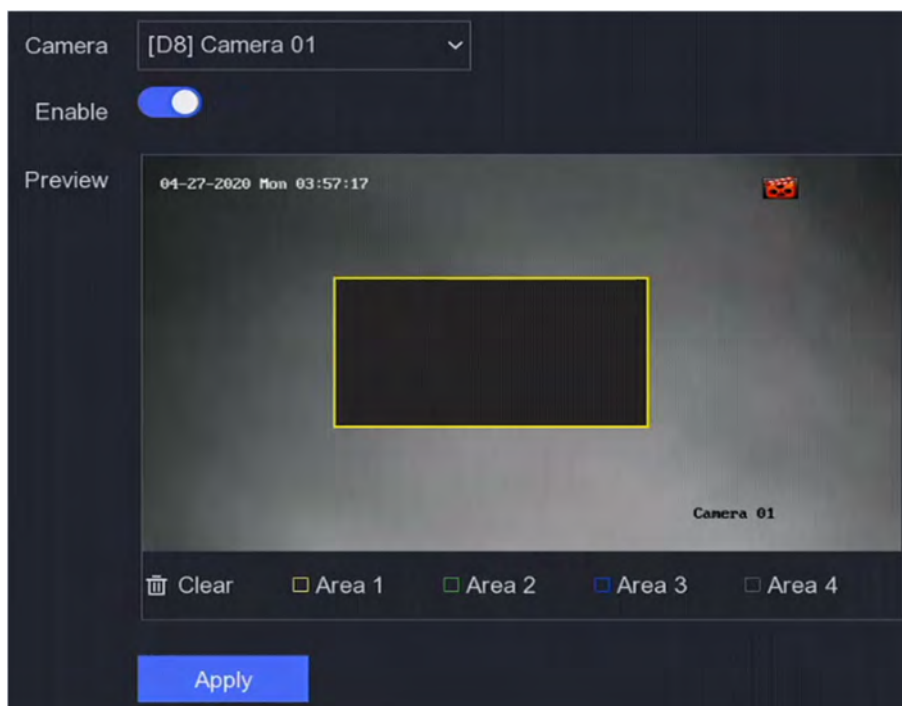 Camera [D8] Camera 01
Enable
Preview
04-27-2020 Mon 03:57:17
Camera 01
Clear Area 1 Area 2 Area 3 Area 4
Apply